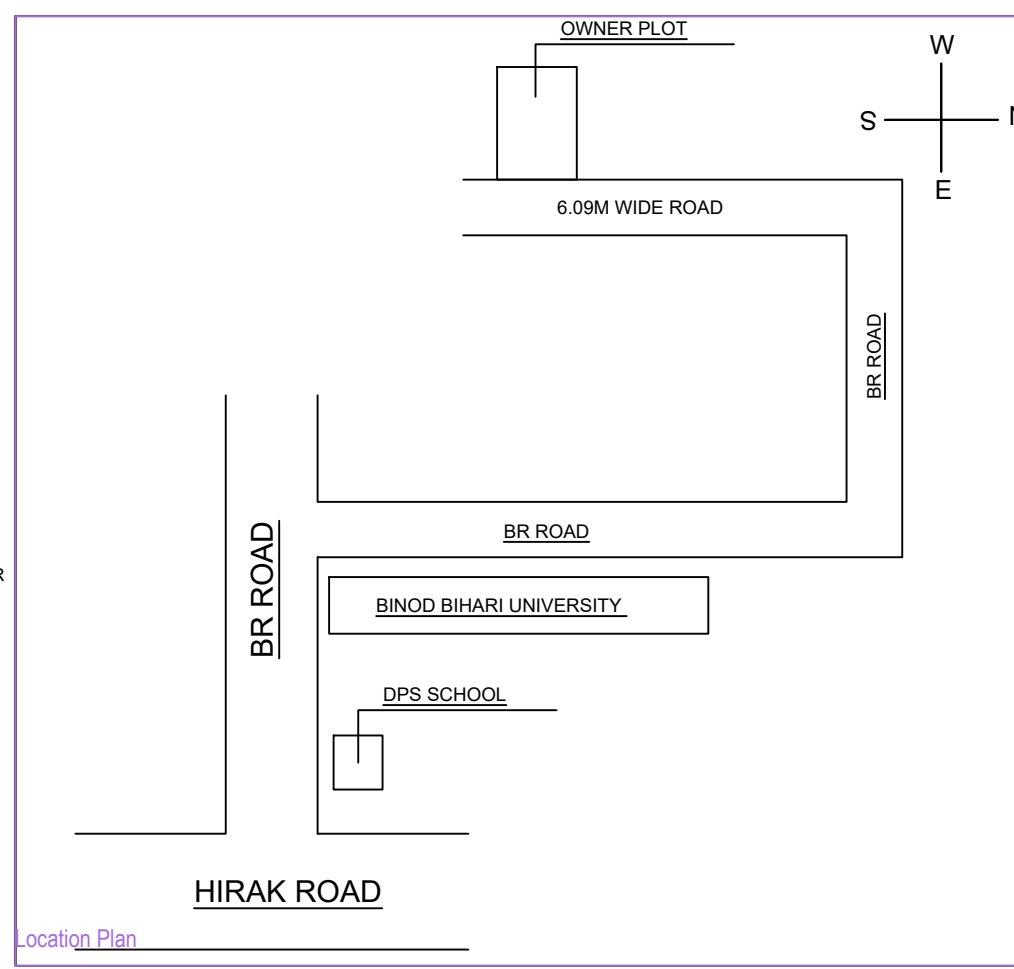 OWNER PLOT
W
S
N
E
6.09M WIDE ROAD
BR ROAD
BR ROAD
BR ROAD
R
BINOD BIHARI UNIVERSITY
DPS SCHOOL
HIRAK ROAD
Location Plan